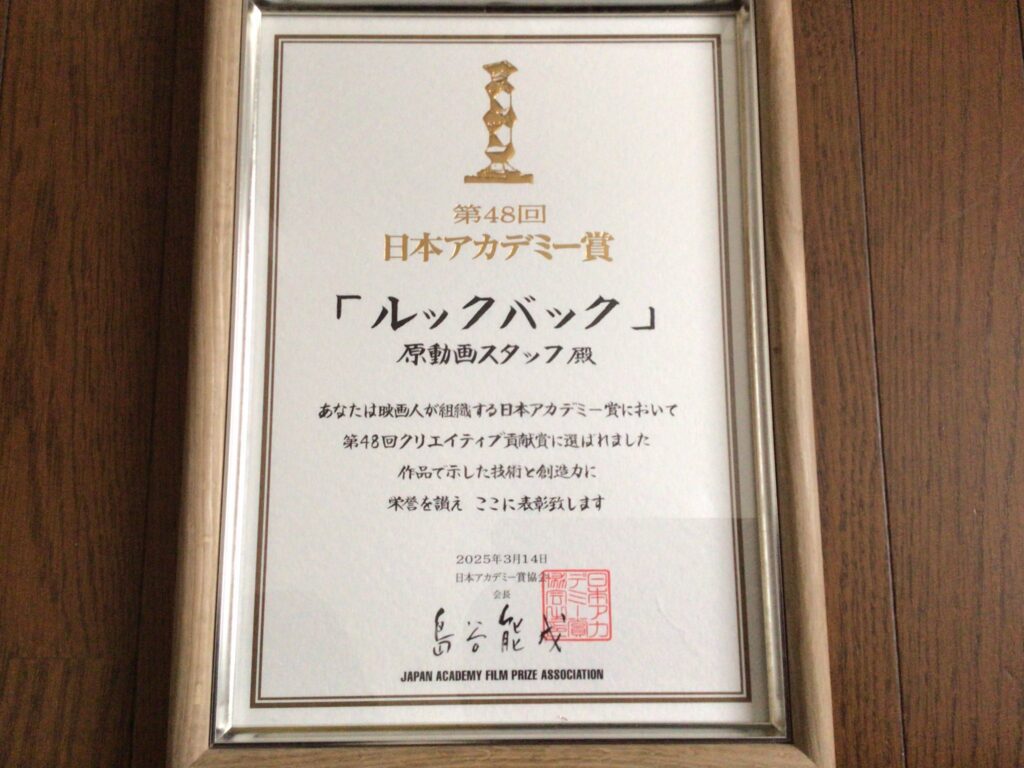 第48回
日本アカデミー賞
「ルックバック」
原動画スタッフ殿
あなたは映画人が組織する日本アカデミー賞において
第48回クリエイティブ貢献賞に選ばれました
作品で示した技術と創造力に
栄誉を讃え ここに表彰致します
2025年3月14日
日本アカデミー賞協会
会長
島谷能成
JAPAN ACADEMY FILM PRIZE ASSOCIATION